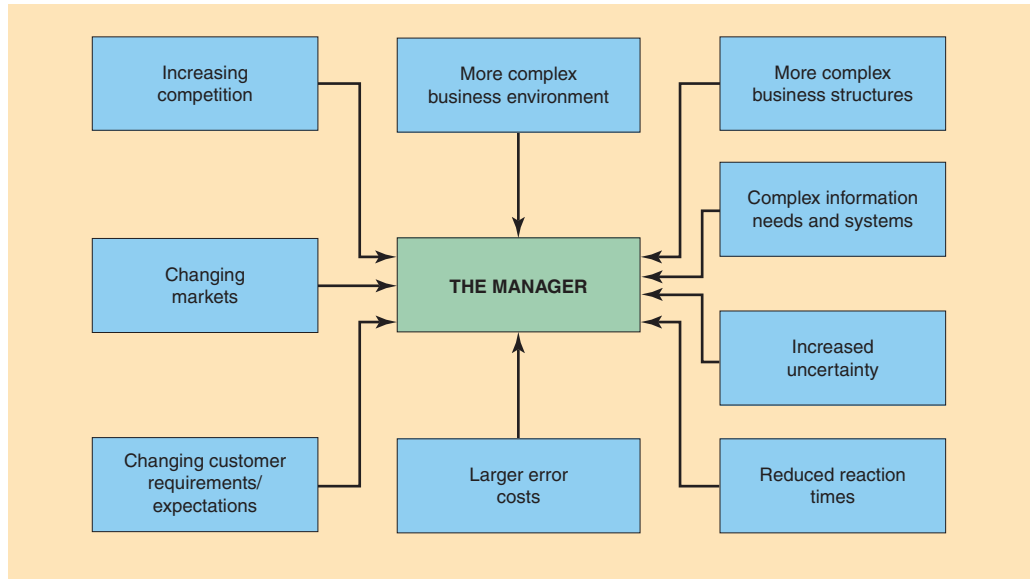 Increasing
competition
More complex
business environment
More complex
business structures
Complex information
needs and systems
Changing
markets
THE MANAGER
Increased
uncertainty
Changing customer
requirements/
expectations
Larger error
costs
Reduced reaction
times